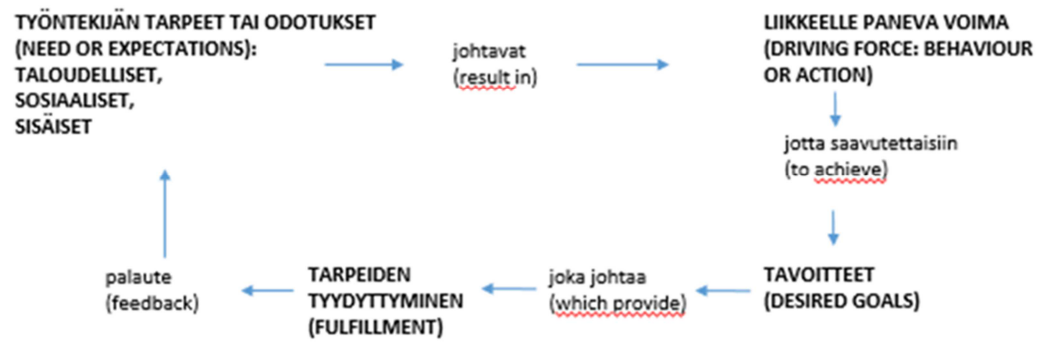 TYÖNTEKIJÄN TARPEET TAI ODOTUKSET
(NEED OR EXPECTATIONS):
TALOUDELLISET,
SOSIAALISET,
SISÄISET
johtavat
(result in)
LIIKKEELLE PANEVA VOIMA
(DRIVING FORCE: BEHAVIOUR
OR ACTION)
jotta saavutettaisiin
(to achieve)
TAVOITTEET
(DESIRED GOALS)
joka johtaa
(which provide)
TARPEIDEN
TYYDYTTYMINEN
(FULFILLMENT)
palaute
(feedback)